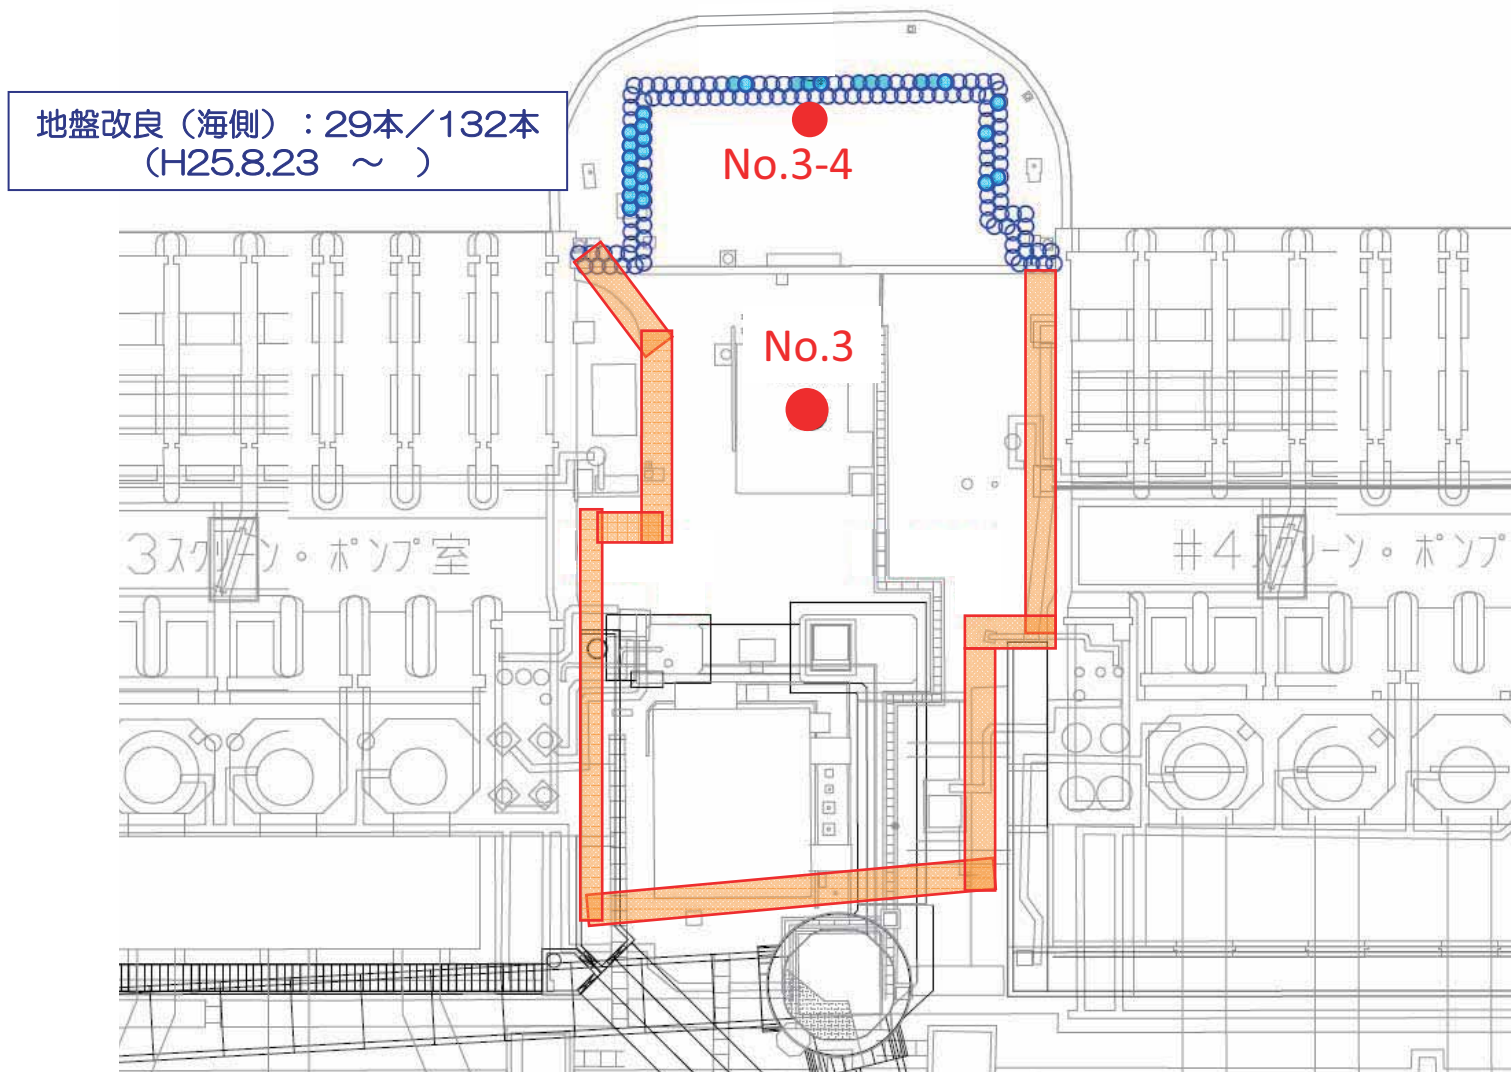 地盤改良（海側）：29本／132本
（H25.8.23　～　）
No.3-4
No.3
3スクリーン・ポンプ室
#4スクリーン・ポンプ